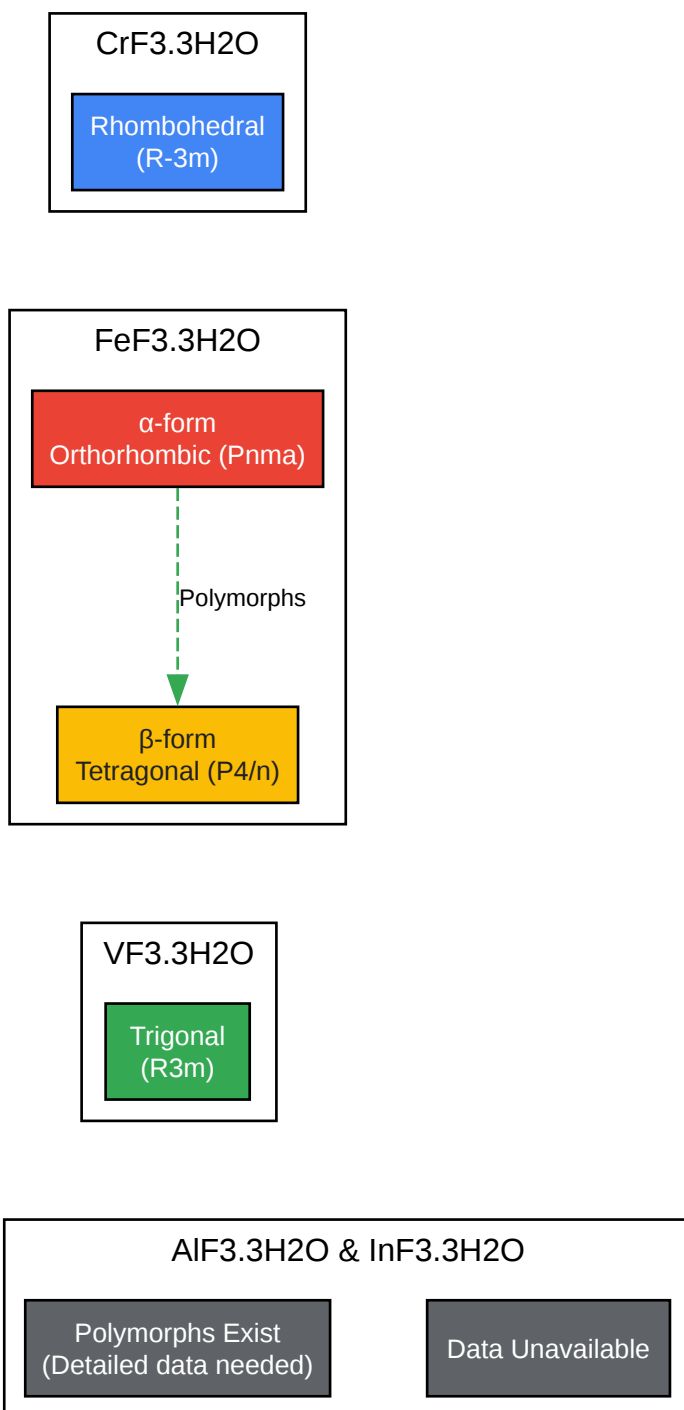 CrF3.3H2O
Rhombohedral
(R-3m)
FeF3.3H2O
α-form
Orthorhombic (Pnma)
Polymorphs
β-form
Tetragonal (P4/n)
VF3.3H2O
Trigonal
(R3m)
AlF3.3H2O & InF3.3H2O
Polymorphs Exist
(Detailed data needed)
Data Unavailable